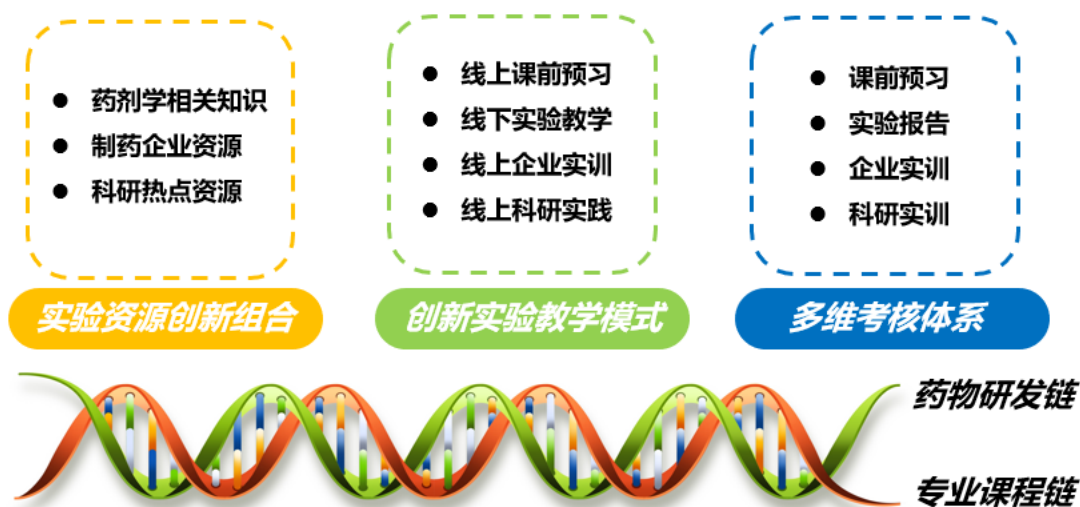 ● 药剂学相关知识
● 制药企业资源
● 科研热点资源
实验资源创新组合
● 线上课前预习
● 线下实验教学
● 线上企业实训
● 线上科研实践
创新实验教学模式
● 课前预习
● 实验报告
● 企业实训
● 科研实训
多维考核体系
药物研发链
专业课程链